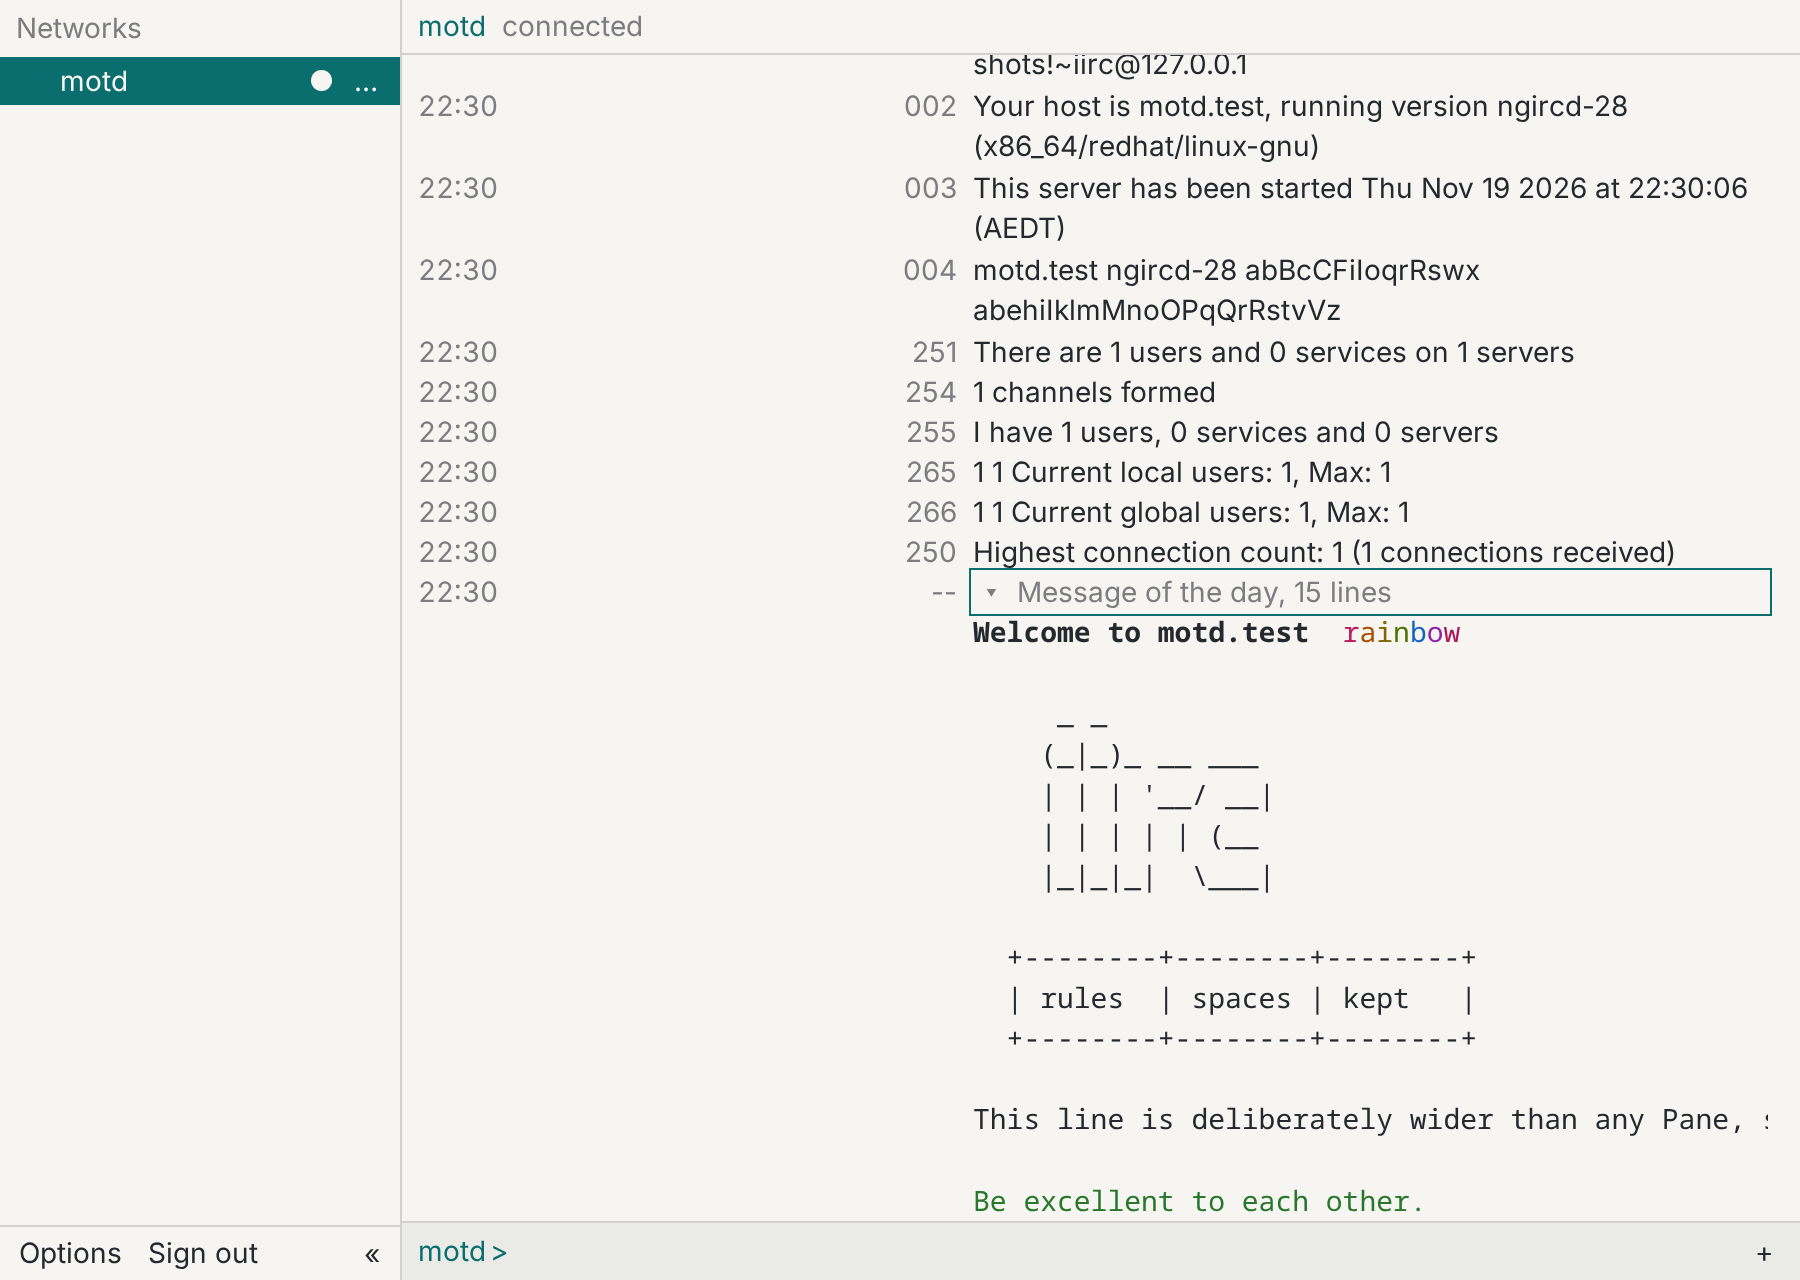 Networks
motd ...
Options Sign out «
motd connected
shots!~iirc@127.0.0.1
22:30 002 Your host is motd.test, running version ngircd-28
(x86_64/redhat/linux-gnu)
22:30 003 This server has been started Thu Nov 19 2026 at 22:30:06
(AEDT)
22:30 004 motd.test ngircd-28 abBcCFiIoqrRswx
abehiIklmMnoOPqQrRstvVz
22:30 251 There are 1 users and 0 services on 1 servers
22:30 254 1 channels formed
22:30 255 I have 1 users, 0 services and 0 servers
22:30 265 1 1 Current local users: 1, Max: 1
22:30 266 1 1 Current global users: 1, Max: 1
22:30 250 Highest connection count: 1 (1 connections received)
22:30 -- ▾ Message of the day, 15 lines
Welcome to motd.test  rainbow
     _ _
    (_|_)_ __ ___
    | | | '__/ __|
    | | | | | (__
    |_|_|_|  \___|
  +--------+--------+--------+
  | rules  | spaces | kept   |
  +--------+--------+--------+
This line is deliberately wider than any Pane,
Be excellent to each other.
motd > +